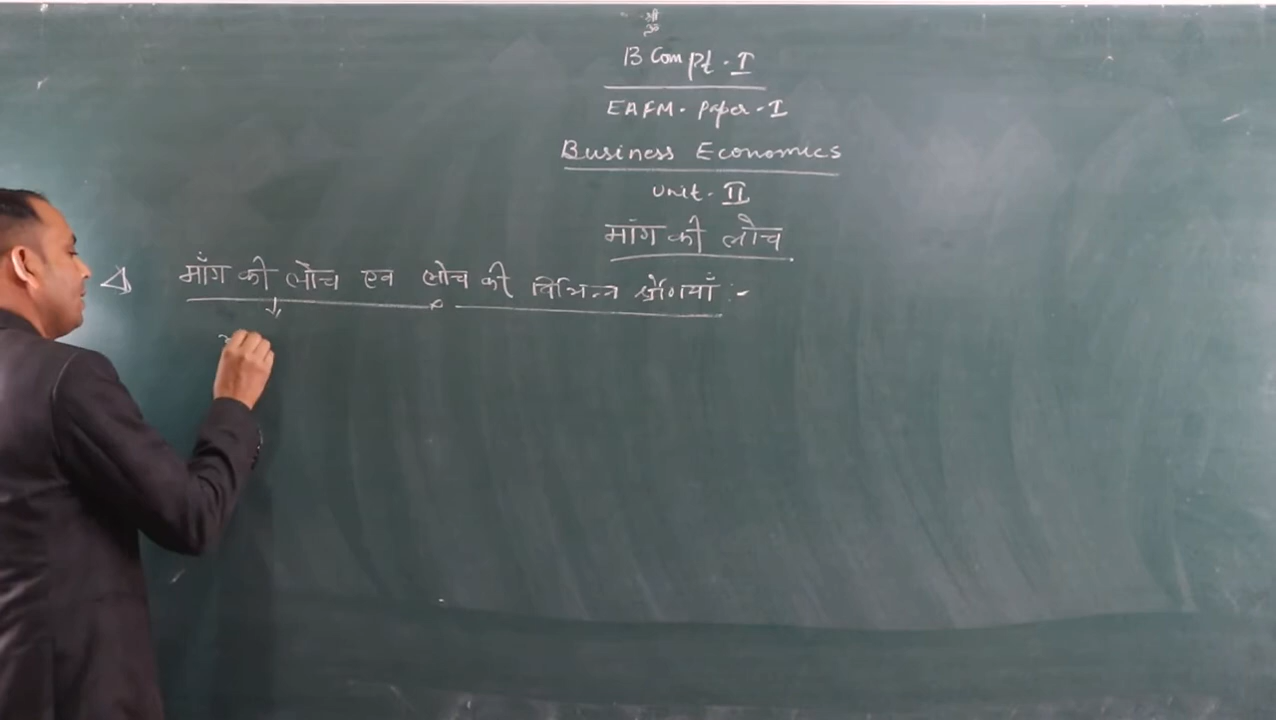 श्री
B Com pt. I
EAFM. paper - I
Business Economics
Unit. II
मांग की लोच
माँग की लोच एव लोच की विभिन्न श्रेणियाँ :-